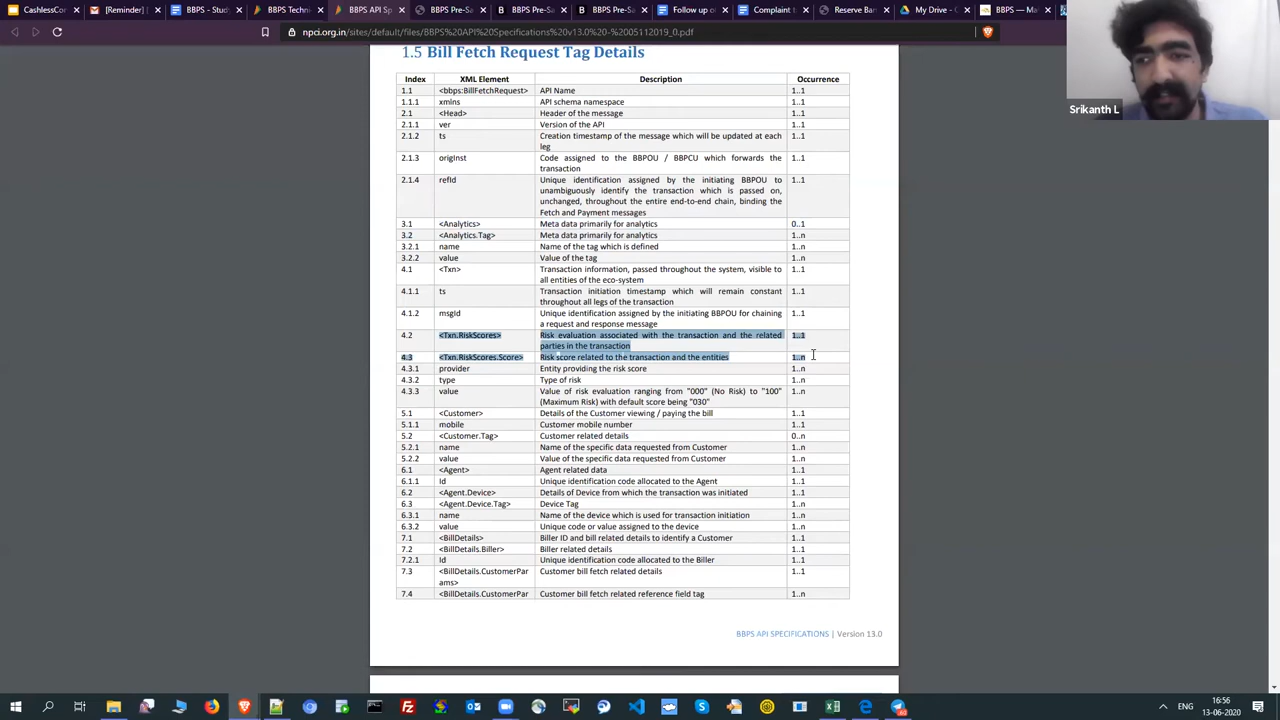 CashlessCo
[Reminder]
Privacy
BBPS - Stud
Follow up c
BBPS - Goo
My Drive -
BBPS — M
BBPS API S
npci.org.in/sites/default/files/BBPS%20API%20Specifications%20v13.0%20-%2005112019_0.pdf
Srikanth L
1.5 Bill Fetch Request Tag Details
Index XML Element Description Occurrence
1.1 <bbps:BillFetchRequest> API Name 1..1
1.1.1 xmlns API schema namespace 1..1
2.1 <Head> Header of the message 1..1
2.1.1 ver Version of the API 1..1
2.1.2 ts Creation timestamp of the message which will be updated at each 1..1
leg
2.1.3 origInst Code assigned to the BBPOU / BBPCU which forwards the 1..1
transaction
2.1.4 refId Unique identification assigned by the initiating BBPOU to 1..1
unambiguously identify the transaction which is passed on,
unchanged, throughout the entire end-to-end chain, binding the
Fetch and Payment messages
3.1 <Analytics> Meta data primarily for analytics 0..1
3.2 <Analytics.Tag> Meta data primarily for analytics 1..n
3.2.1 name Name of the tag which is defined 1..n
3.2.2 value Value of the tag 1..n
4.1 <Txn> Transaction information, passed throughout the system, visible to 1..1
all entities of the eco-system
4.1.1 ts Transaction initiation timestamp which will remain constant 1..1
throughout all legs of the transaction
4.1.2 msgId Unique identification assigned by the initiating BBPOU for chaining 1..1
a request and response message
4.2 <Txn.RiskScores> Risk evaluation associated with the transaction and the related 1..1
parties in the transaction
4.3 <Txn.RiskScores.Score> Risk score related to the transaction and the entities 1..n
4.3.1 provider Entity providing the risk score 1..n
4.3.2 type Type of risk 1..n
4.3.3 value Value of risk evaluation ranging from "000" (No Risk) to "100" 1..n
(Maximum Risk) with default score being "030"
5.1 <Customer> Details of the Customer viewing / paying the bill 1..1
5.1.1 mobile Customer mobile number 1..1
5.2 <Customer.Tag> Customer related details 0..n
5.2.1 name Name of the specific data requested from Customer 1..n
5.2.2 value Value of the specific data requested from Customer 1..n
6.1 <Agent> Agent related data 1..1
6.1.1 Id Unique identification code allocated to the Agent 1..1
6.2 <Agent.Device> Details of Device from which the transaction was initiated 1..1
6.3 <Agent.Device.Tag> Device Tag 1..n
6.3.1 name Name of the device which is used for transaction initiation 1..n
6.3.2 value Unique code or value assigned to the device 1..n
7.1 <BillDetails> Biller ID and bill related details to identify a Customer 1..1
7.2 <BillDetails.Biller> Biller related details 1..1
7.2.1 Id Unique identification code allocated to the Biller 1..1
7.3 <BillDetails.CustomerPar Customer bill fetch related details 1..1
ams>
7.4 <BillDetails.CustomerPar Customer bill fetch related reference field tag 1..n
BBPS API SPECIFICATIONS | Version 13.0
16:56
13-06-2020